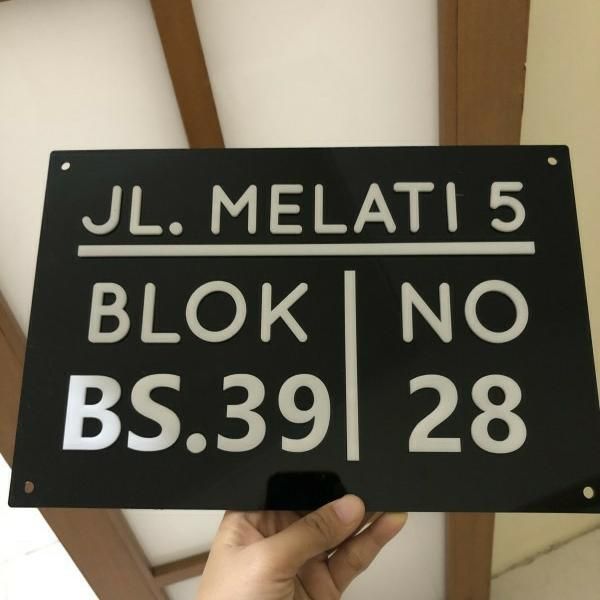 JL. MELATI 5
BLOK NO
BS.39 28